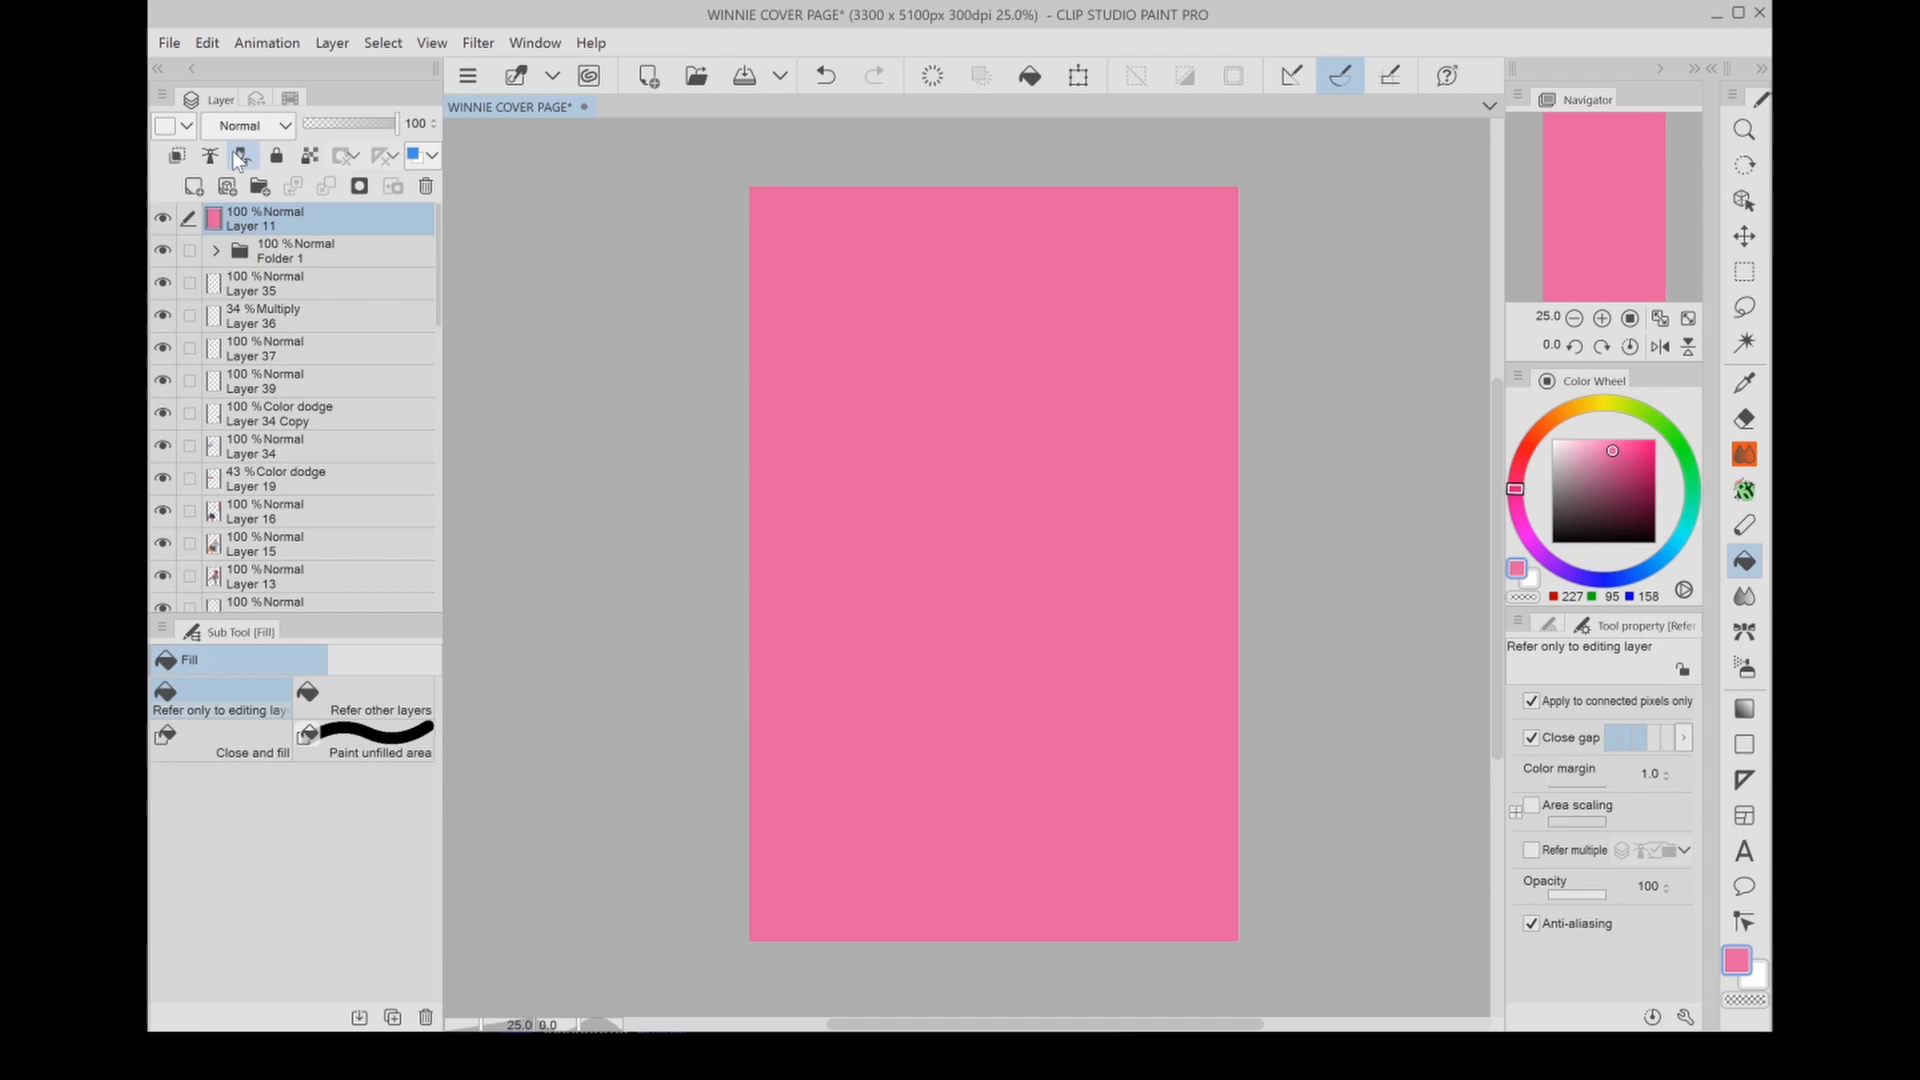 WINNIE COVER PAGE* (3300 x 5100px 300dpi 25.0%) - CLIP STUDIO PAINT PRO
File Edit Animation Layer Select View Filter Window Help
WINNIE COVER PAGE*
Layer
Normal 100
100 %Normal
Layer 11
100 %Normal
Folder 1
100 %Normal
Layer 35
34 %Multiply
Layer 36
100 %Normal
Layer 37
100 %Normal
Layer 39
100 %Color dodge
Layer 34 Copy
100 %Normal
Layer 34
43 %Color dodge
Layer 19
100 %Normal
Layer 16
100 %Normal
Layer 15
100 %Normal
Layer 13
100 %Normal
Sub Tool [Fill]
Fill
Refer only to editing lay
Refer other layers
Close and fill
Paint unfilled area
25.0 0.0
Navigator
25.0
0.0
Color Wheel
227 95 158
Tool property [Refer
Refer only to editing layer
Apply to connected pixels only
Close gap
Color margin 1.0
Area scaling
Refer multiple
Opacity 100
Anti-aliasing